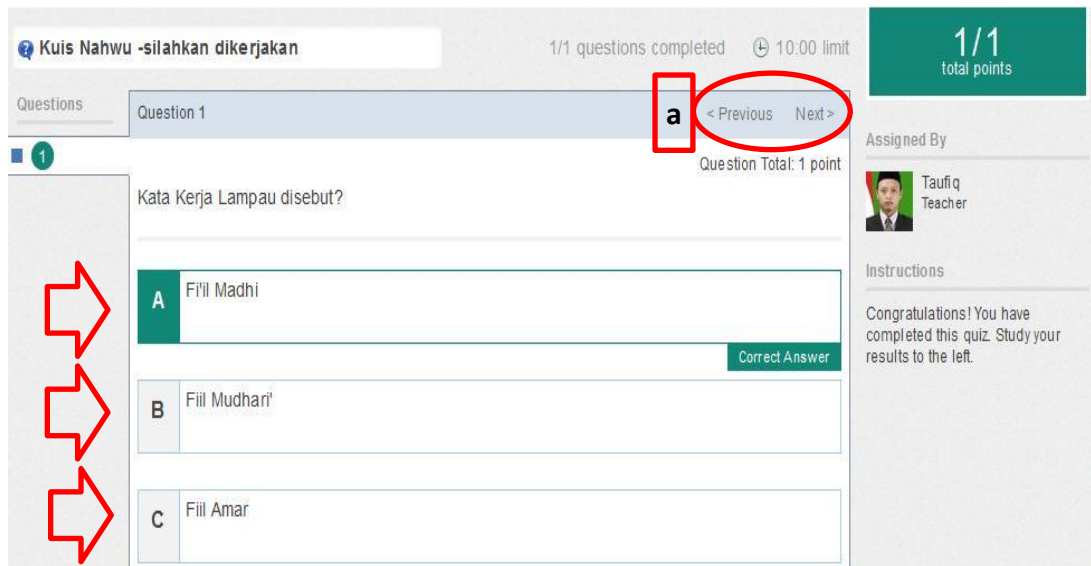 Kuis Nahwu -silahkan dikerjakan
1/1 questions completed
10:00 limit
1/1
total points
Questions
Question 1
a
< Previous Next >
1
Question Total: 1 point
Kata Kerja Lampau disebut?
A Fi'il Madhi
Correct Answer
B Fiil Mudhari'
C Fiil Amar
Assigned By
Taufiq
Teacher
Instructions
Congratulations! You have
completed this quiz. Study your
results to the left.